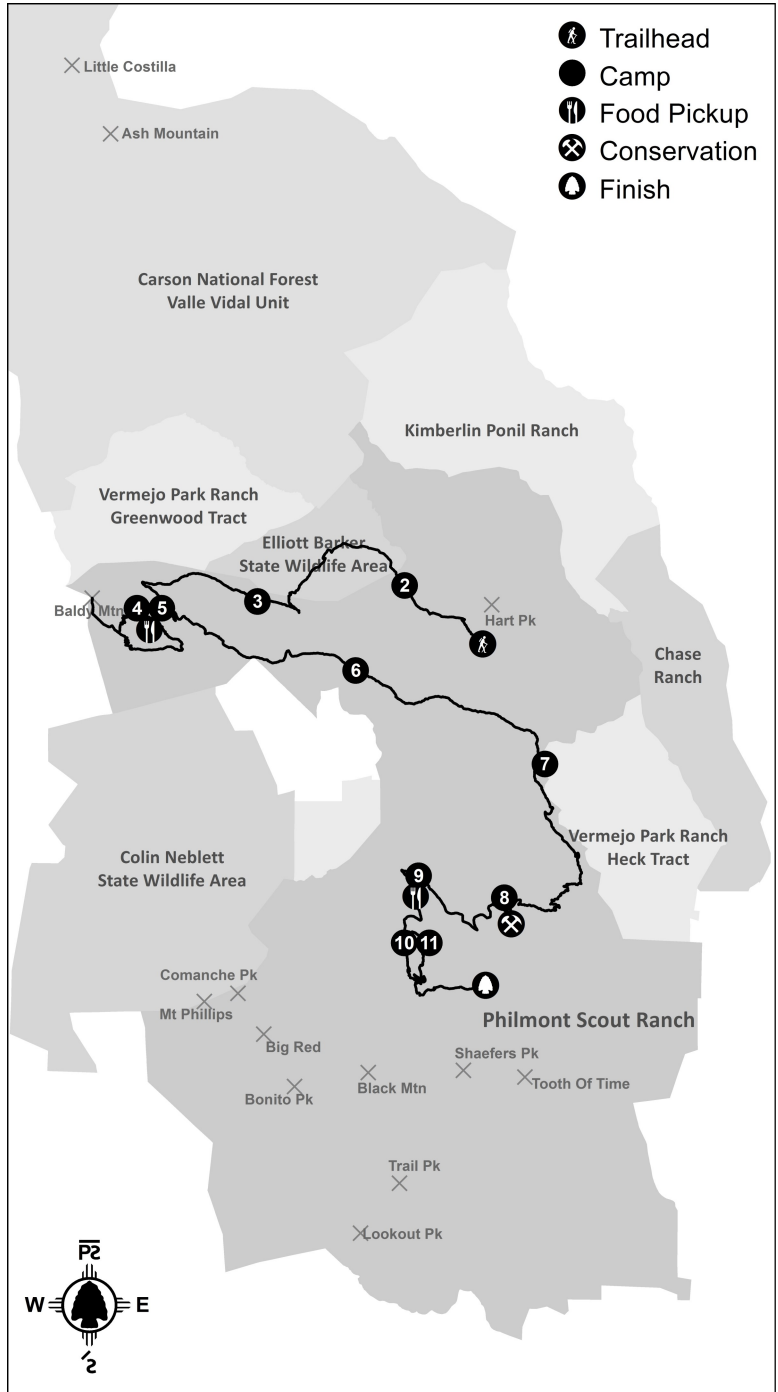 Trailhead
Camp
Food Pickup
Conservation
Finish
Little Costilla
Ash Mountain
Carson National Forest
Valle Vidal Unit
Kimberlin Ponil Ranch
Vermejo Park Ranch
Greenwood Tract
Elliott Barker
State Wildlife Area
2
3
Baldy Mtn
4
5
Hart Pk
Chase
Ranch
6
7
Vermejo Park Ranch
Heck Tract
Colin Neblett
State Wildlife Area
9
8
10
11
Comanche Pk
Mt Phillips
Philmont Scout Ranch
Big Red
Shaefers Pk
Black Mtn
Tooth Of Time
Bonito Pk
Trail Pk
Lookout Pk
W
E